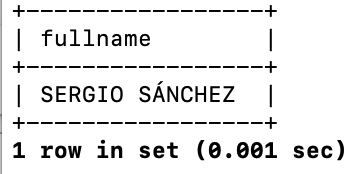 +-----------------+
| fullname        |
+-----------------+
| SERGIO SÁNCHEZ  |
+-----------------+
1 row in set (0.001 sec)